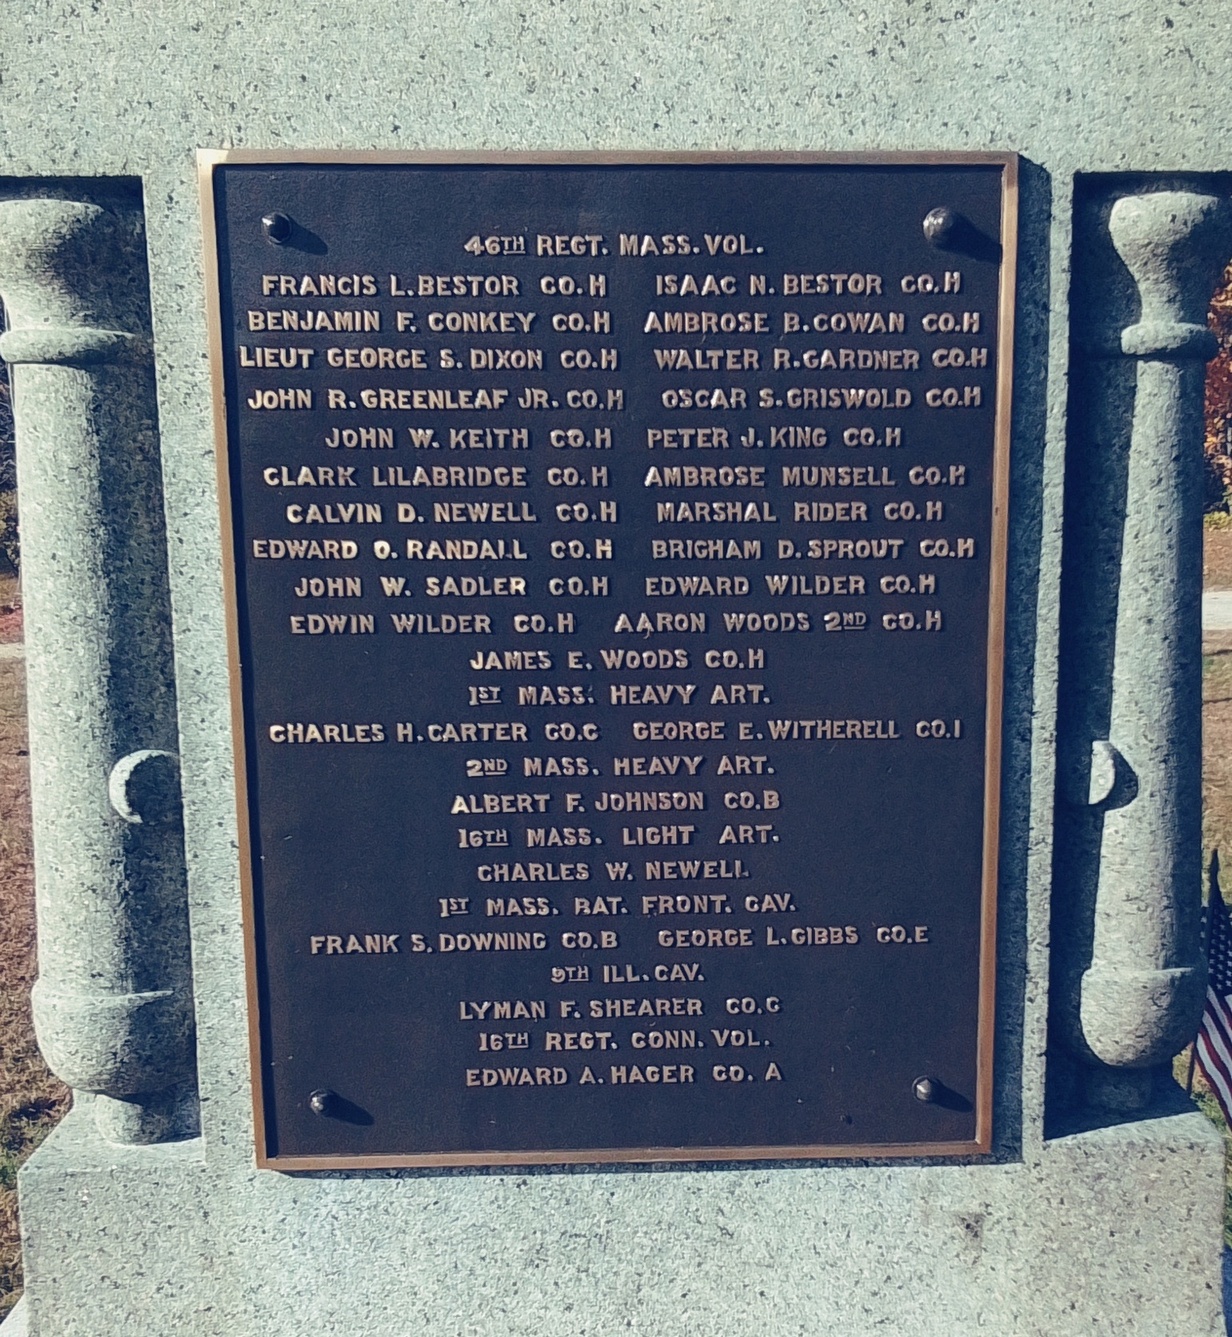 46TH REGT. MASS. VOL.
FRANCIS L. BESTOR CO. H ISAAC N. BESTOR CO. H
BENJAMIN F. CONKEY CO. H AMBROSE B. COWAN CO. H
LIEUT GEORGE S. DIXON CO. H WALTER R. GARDNER CO. H
JOHN R. GREENLEAF JR. CO. H OSCAR S. GRISWOLD CO. H
JOHN W. KEITH CO. H PETER J. KING CO. H
CLARK LILABRIDGE CO. H AMBROSE MUNSELL CO. H
CALVIN D. NEWELL CO. H MARSHAL RIDER CO. H
EDWARD O. RANDALL CO. H BRIGHAM D. SPROUT CO. H
JOHN W. SADLER CO. H EDWARD WILDER CO. H
EDWIN WILDER CO. H AARON WOODS 2ND CO. H
JAMES E. WOODS CO. H
1ST MASS. HEAVY ART.
CHARLES H. CARTER CO. C GEORGE E. WITHERELL CO. I
2ND MASS. HEAVY ART.
ALBERT F. JOHNSON CO. B
16TH MASS. LIGHT ART.
CHARLES W. NEWELL
1ST MASS. BAT. FRONT. CAV.
FRANK S. DOWNING CO. B GEORGE L. GIBBS CO. E
9TH ILL. CAV.
LYMAN F. SHEARER CO. G
16TH REGT. CONN. VOL.
EDWARD A. HAGER CO. A